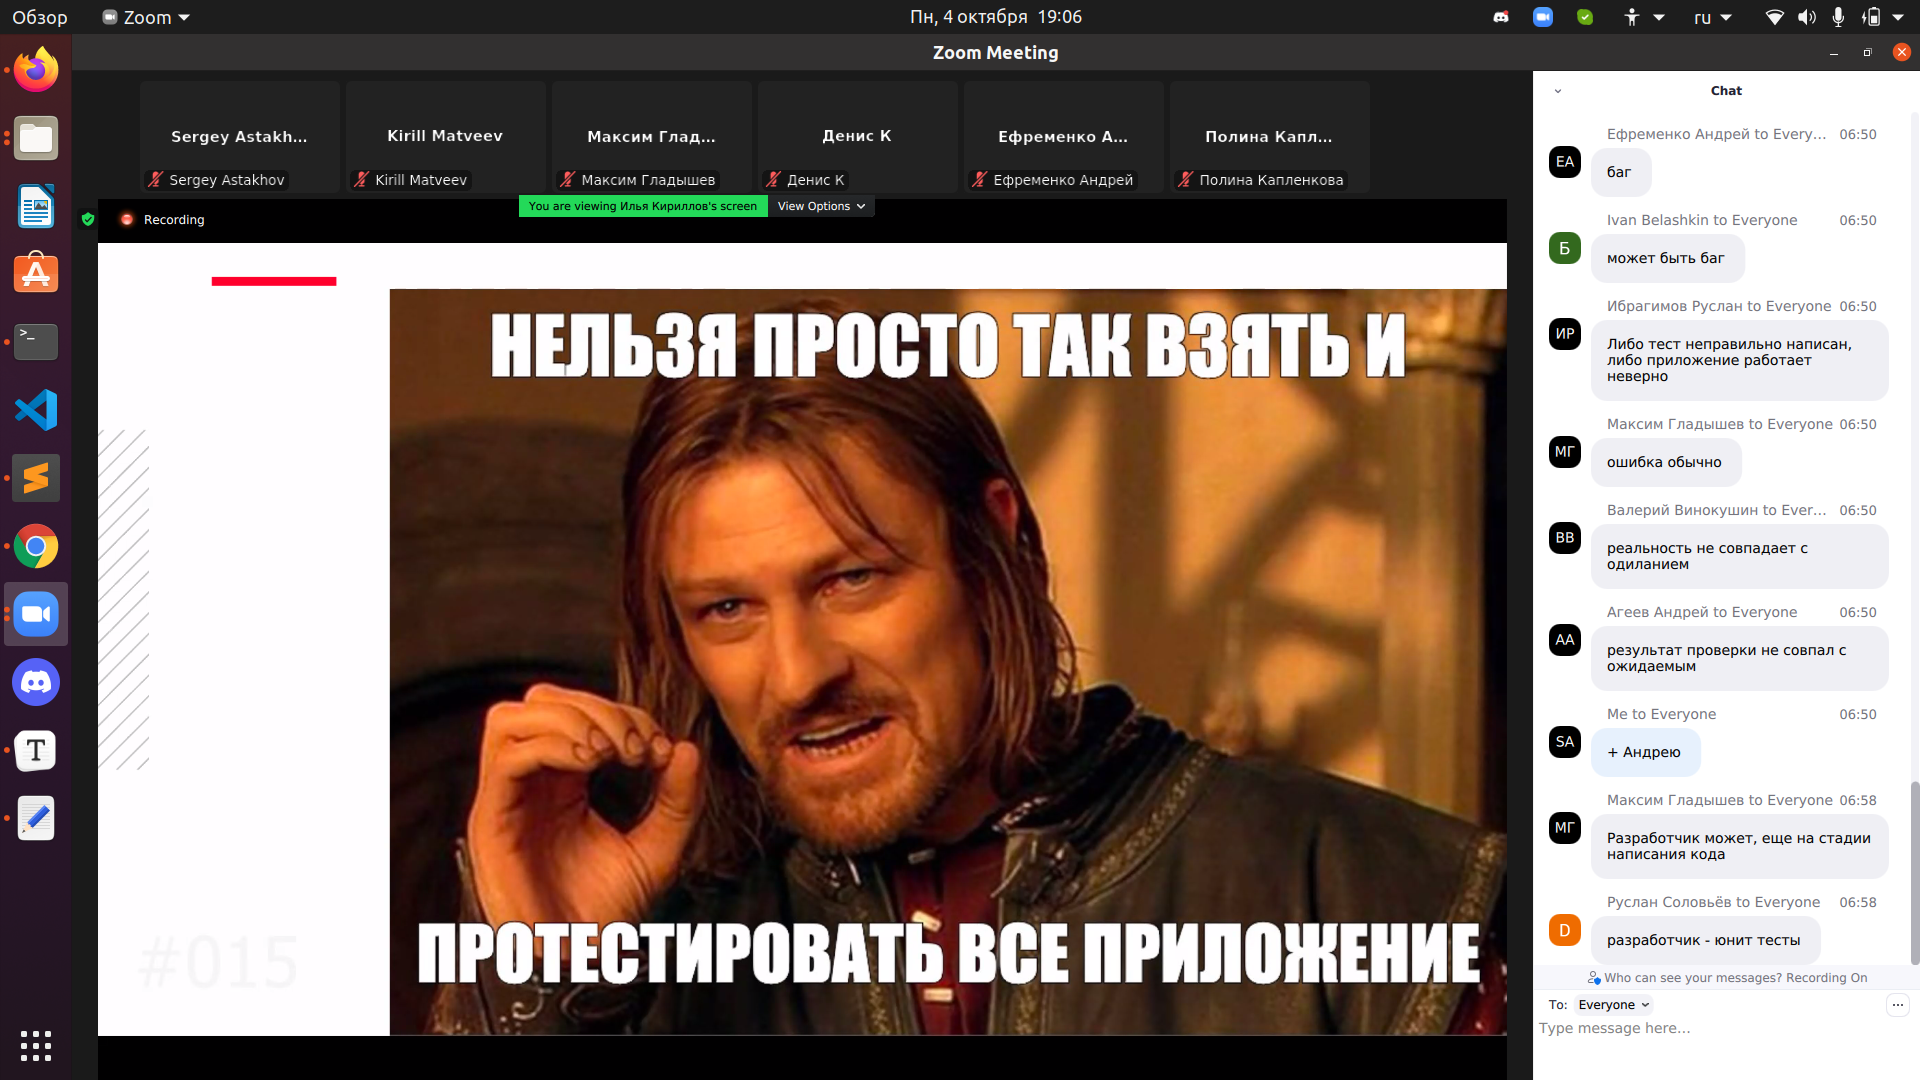 Обзор
Zoom
Пн, 4 октября 19:06
ru
Zoom Meeting
Sergey Astakh...
Kirill Matveev
Максим Глад...
Денис К
Ефременко А...
Полина Капл...
Sergey Astakhov
Kirill Matveev
Максим Гладышев
Денис К
Ефременко Андрей
Полина Капленкова
Recording
You are viewing Илья Кириллов's screen
View Options
НЕЛЬЗЯ ПРОСТО ТАК ВЗЯТЬ И
ПРОТЕСТИРОВАТЬ ВСЕ ПРИЛОЖЕНИЕ
#015
Chat
Ефременко Андрей to Every... 06:50
EA
баг
Ivan Belashkin to Everyone 06:50
Б
может быть баг
Ибрагимов Руслан to Everyone 06:50
ИР
Либо тест неправильно написан,
либо приложение работает
неверно
Максим Гладышев to Everyone 06:50
МГ
ошибка обычно
Валерий Винокушин to Ever... 06:50
ВВ
реальность не совпадает с
одиланием
Агеев Андрей to Everyone 06:50
АА
результат проверки не совпал с
ожидаемым
Me to Everyone 06:50
SA
+ Андрею
Максим Гладышев to Everyone 06:58
МГ
Разработчик может, еще на стадии
написания кода
Руслан Соловьёв to Everyone 06:58
D
разработчик - юнит тесты
Who can see your messages? Recording On
To: Everyone
Type message here...